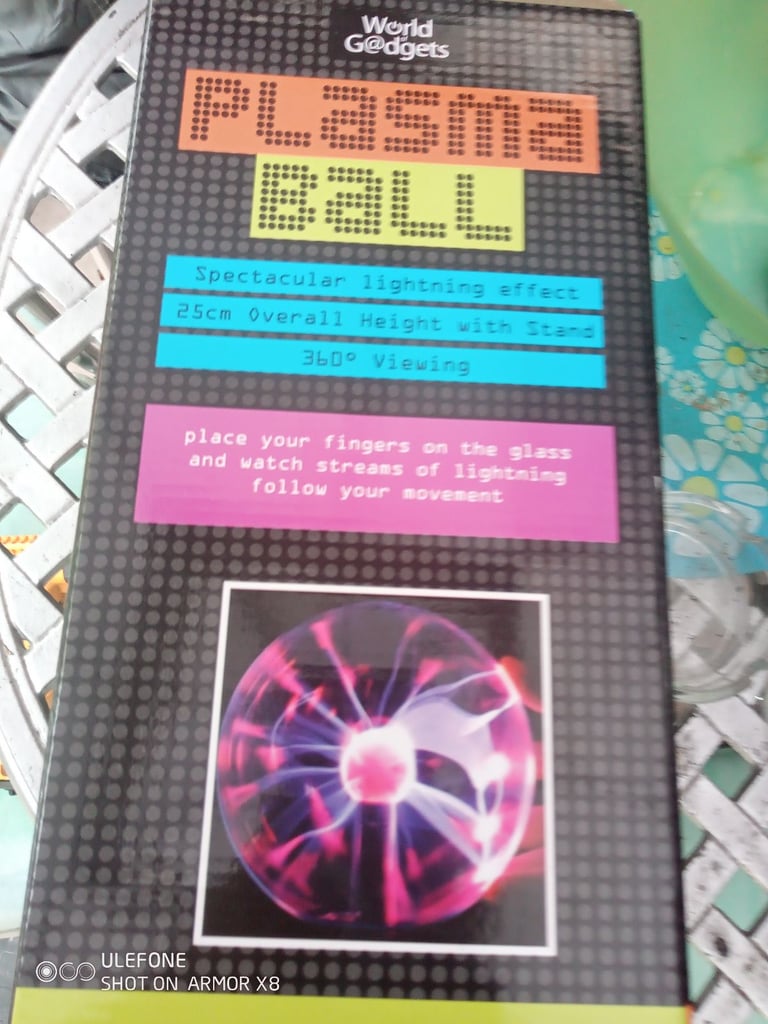 World
of
G@dgets
PLasma
BaLL
Spectacular lightning effect
25cm Overall Height with Stand
360° Viewing
place your fingers on the glass
and watch streams of lightning
follow your movement
ULEFONE
SHOT ON ARMOR X8